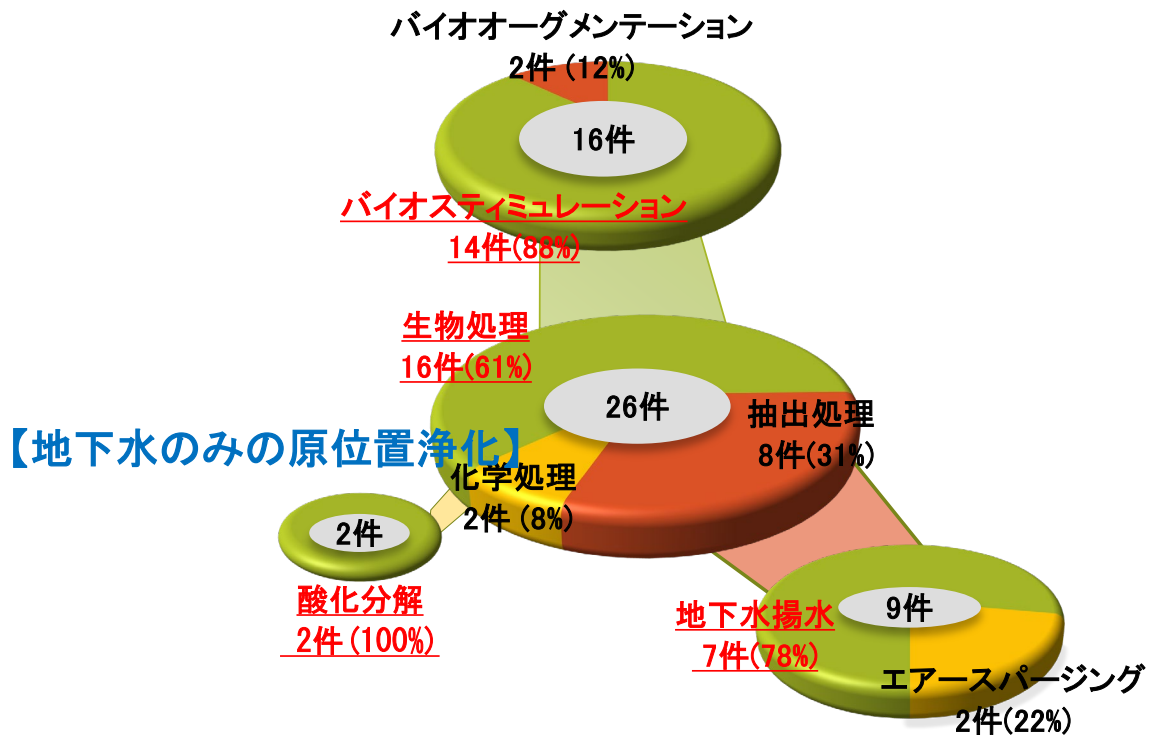 バイオオーグメンテーション
2件(12%)
16件
バイオスティミュレーション
14件(88%)
生物処理
16件(61%)
26件
抽出処理
8件(31%)
【地下水のみの原位置浄化】
化学処理
2件(8%)
2件
酸化分解
2件(100%)
9件
地下水揚水
7件(78%)
エアースパージング
2件(22%)